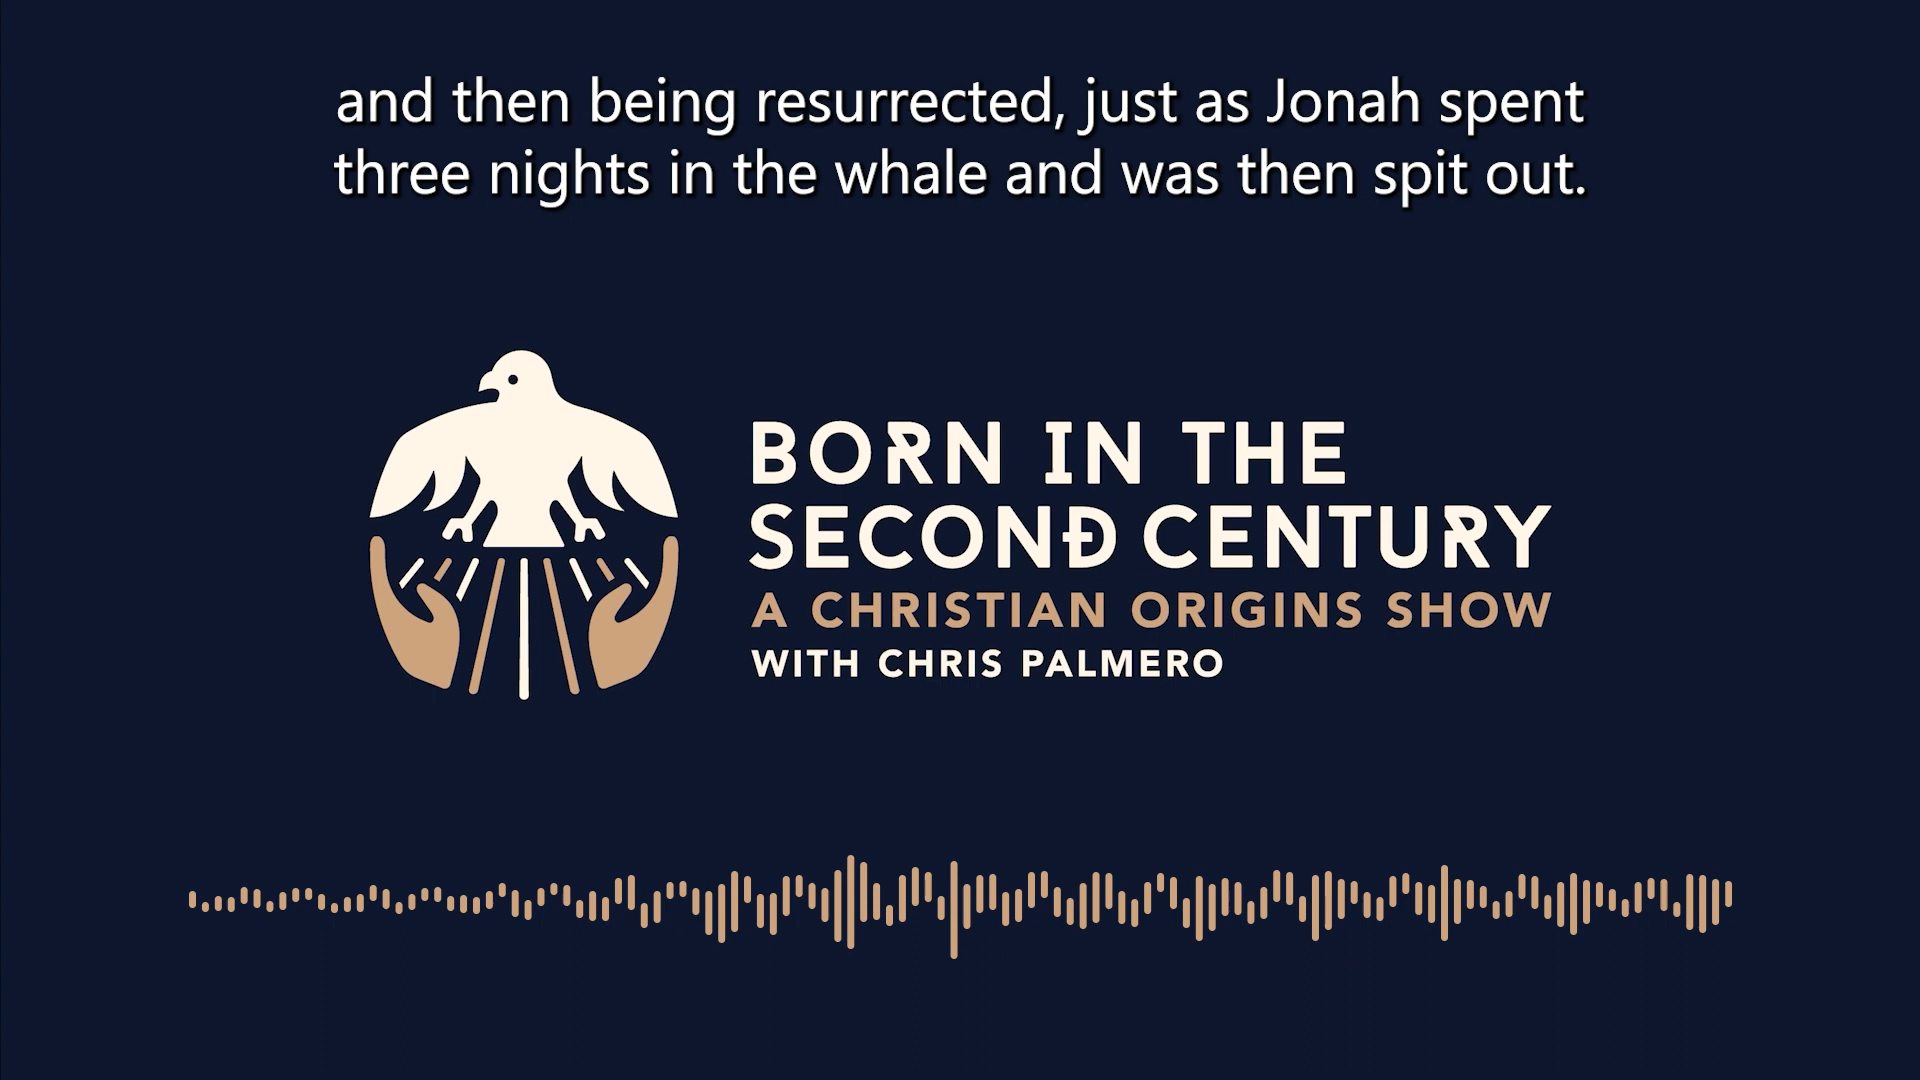 and then being resurrected, just as Jonah spent
three nights in the whale and was then spit out.
BORN IN THE
SECOND CENTURY
A CHRISTIAN ORIGINS SHOW
WITH CHRIS PALMERO